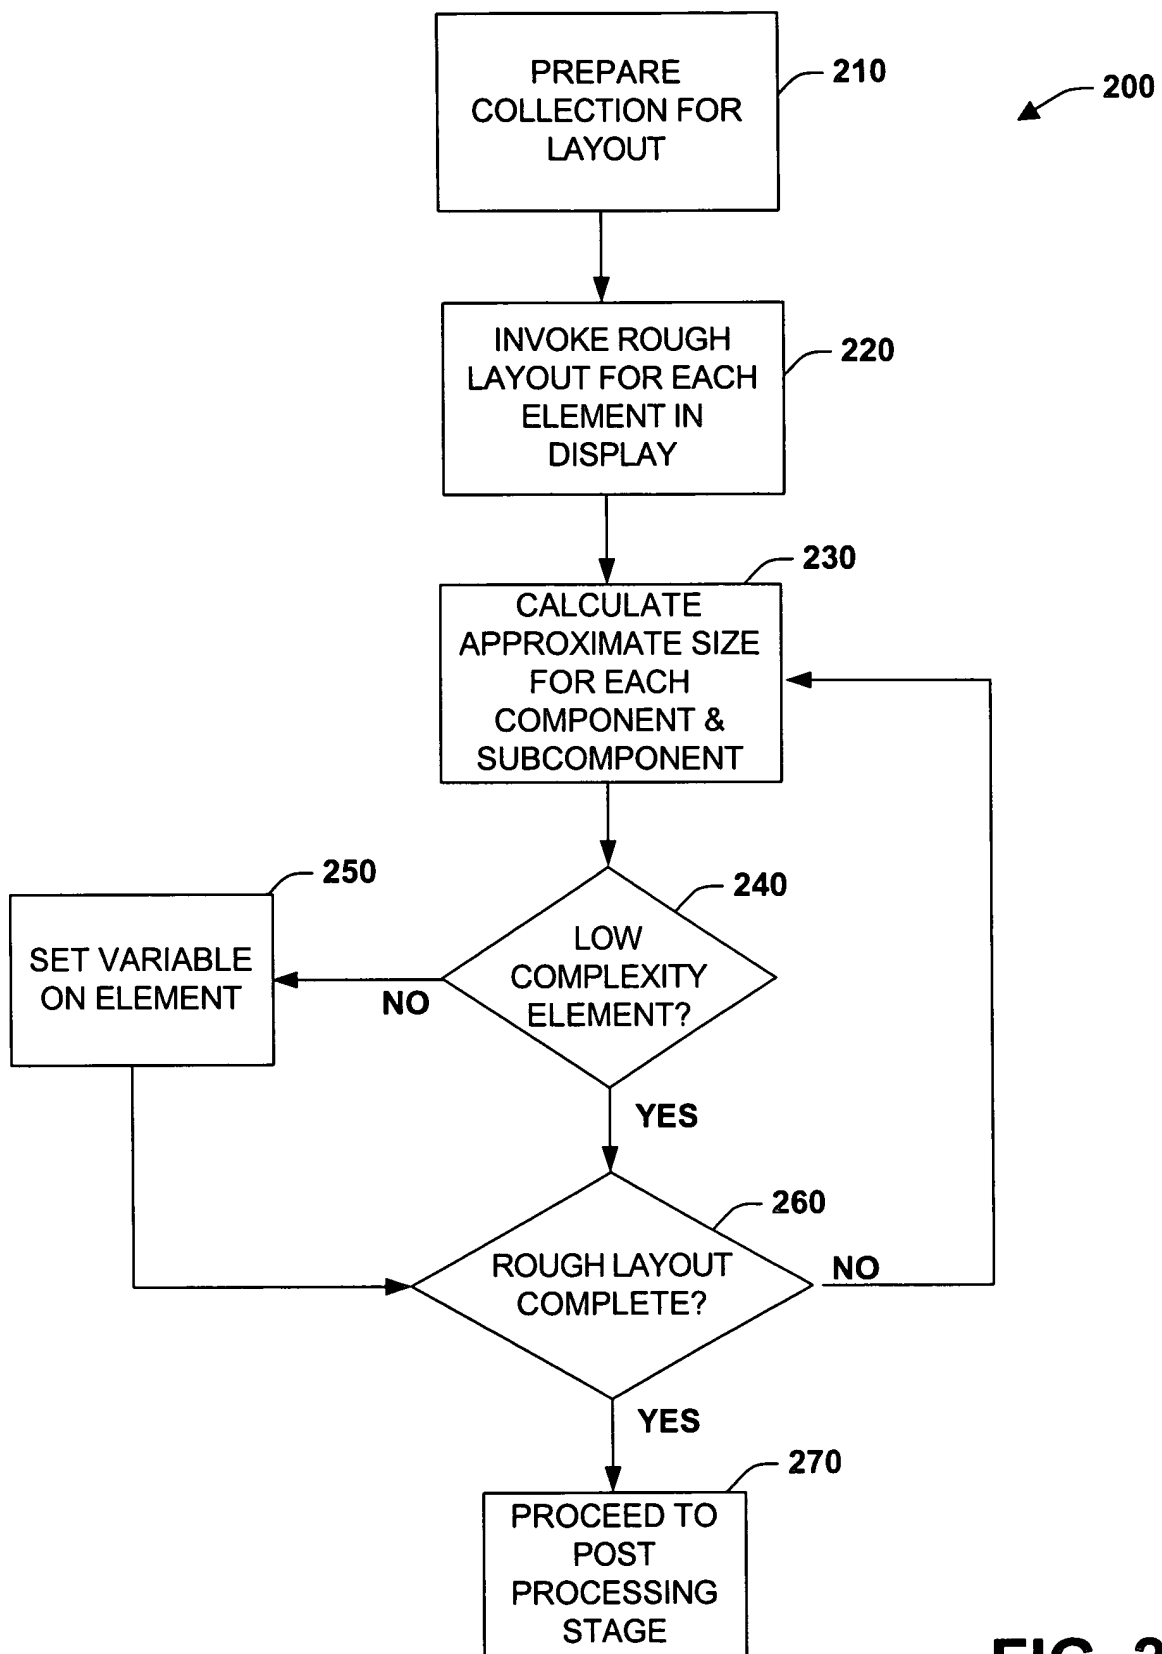 PREPARE
COLLECTION FOR
LAYOUT
210
200
INVOKE ROUGH
LAYOUT FOR EACH
ELEMENT IN
DISPLAY
220
230
CALCULATE
APPROXIMATE SIZE
FOR EACH
COMPONENT &
SUBCOMPONENT
250
240
SET VARIABLE
ON ELEMENT
LOW
COMPLEXITY
ELEMENT?
NO
YES
260
ROUGH LAYOUT
COMPLETE?
NO
YES
270
PROCEED TO
POST
PROCESSING
STAGE
FIG.